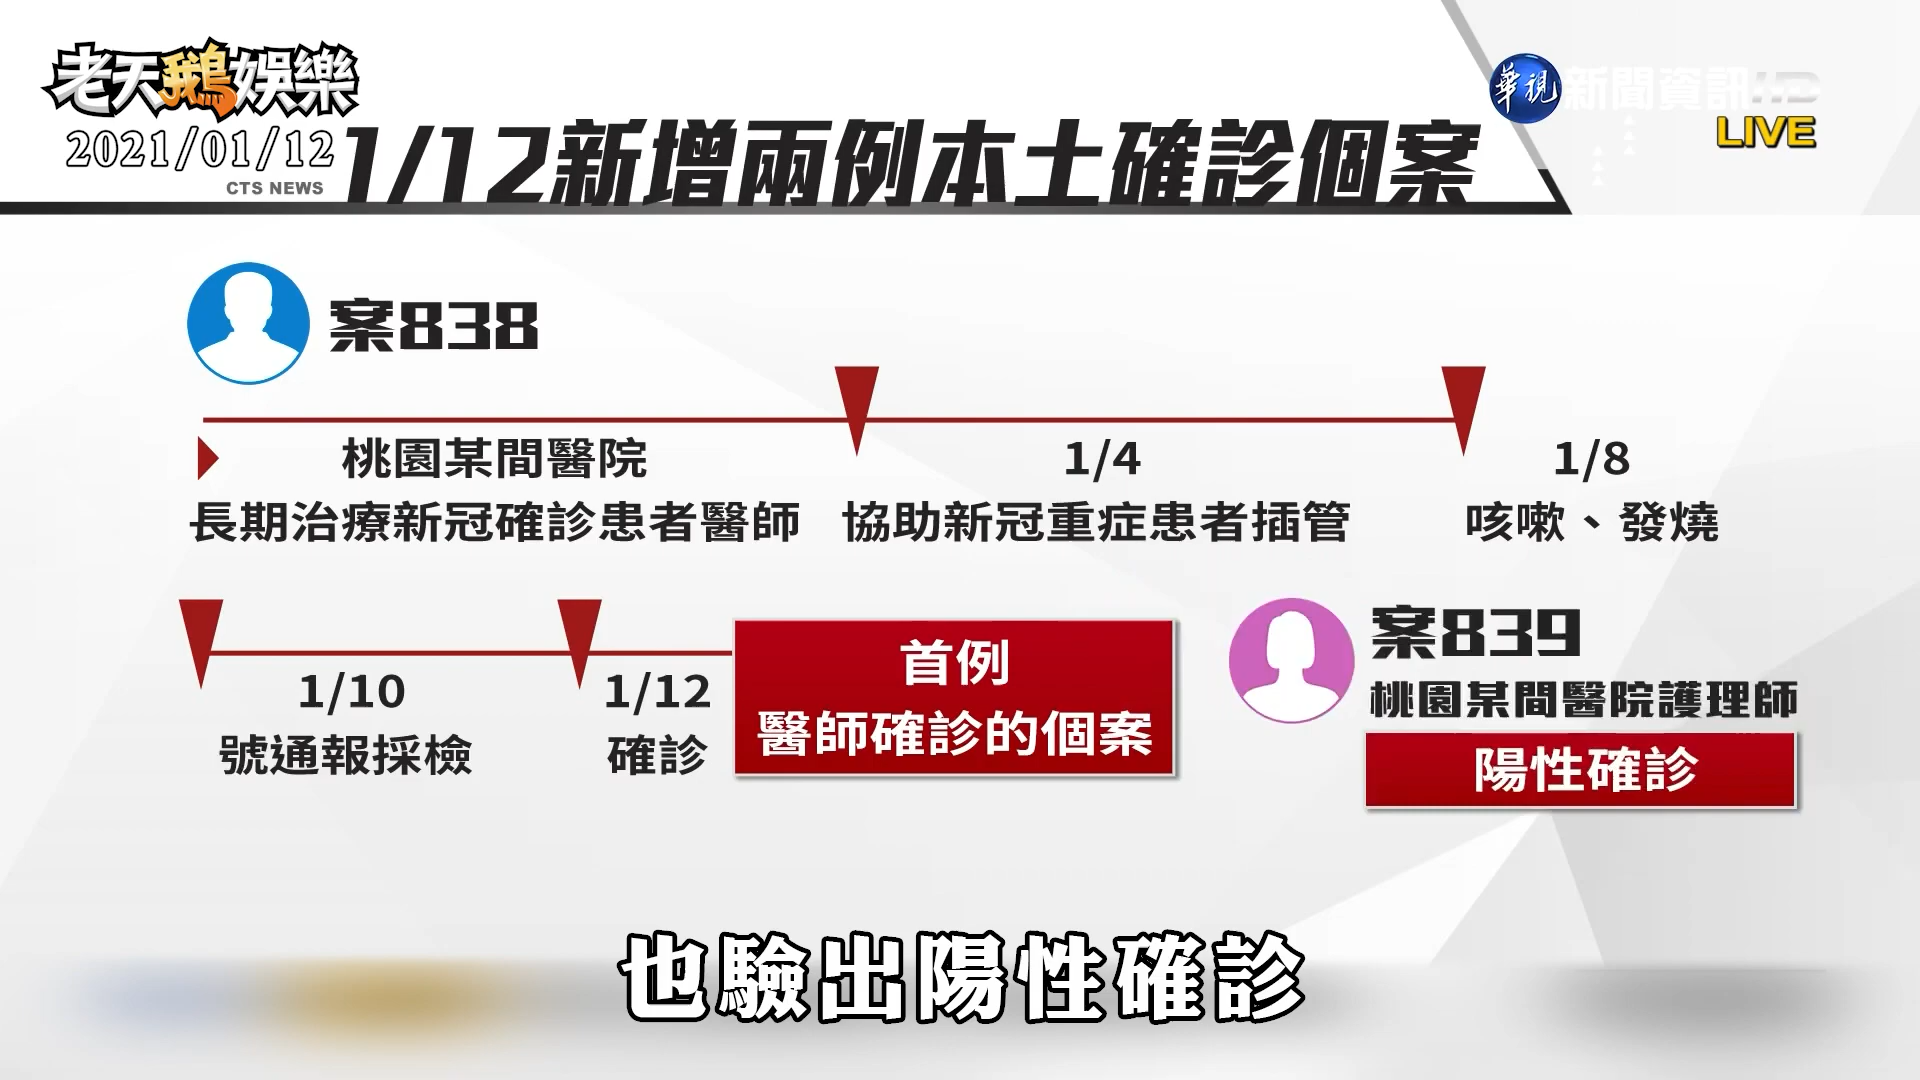 老天鵝娛樂
2021/01/12
CTS NEWS
1/12新增兩例本土確診個案
華視 新聞資訊HD
LIVE
案838
桃園某間醫院
長期治療新冠確診患者醫師
1/4
協助新冠重症患者插管
1/8
咳嗽、發燒
1/10
號通報採檢
1/12
確診
首例
醫師確診的個案
案839
桃園某間醫院護理師
陽性確診
也驗出陽性確診